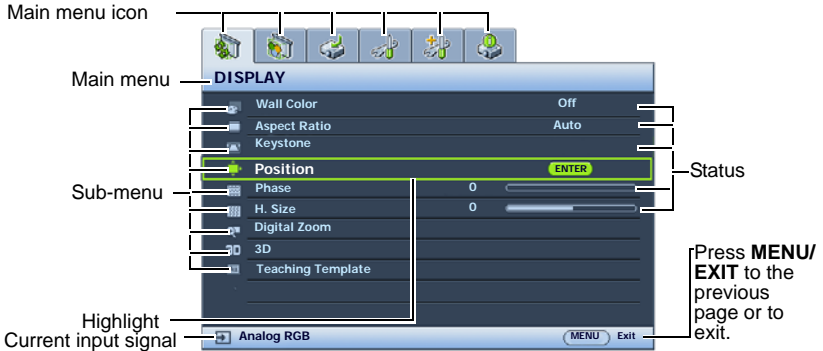 Main menu icon
Main menu
DISPLAY
Wall Color Off
Aspect Ratio Auto
Keystone
Position ENTER
Sub-menu
Status
Phase 0
H. Size 0
Digital Zoom
3D 3D
Teaching Template
Press MENU/
EXIT to the
previous
page or to
exit.
Highlight
Current input signal
Analog RGB MENU Exit